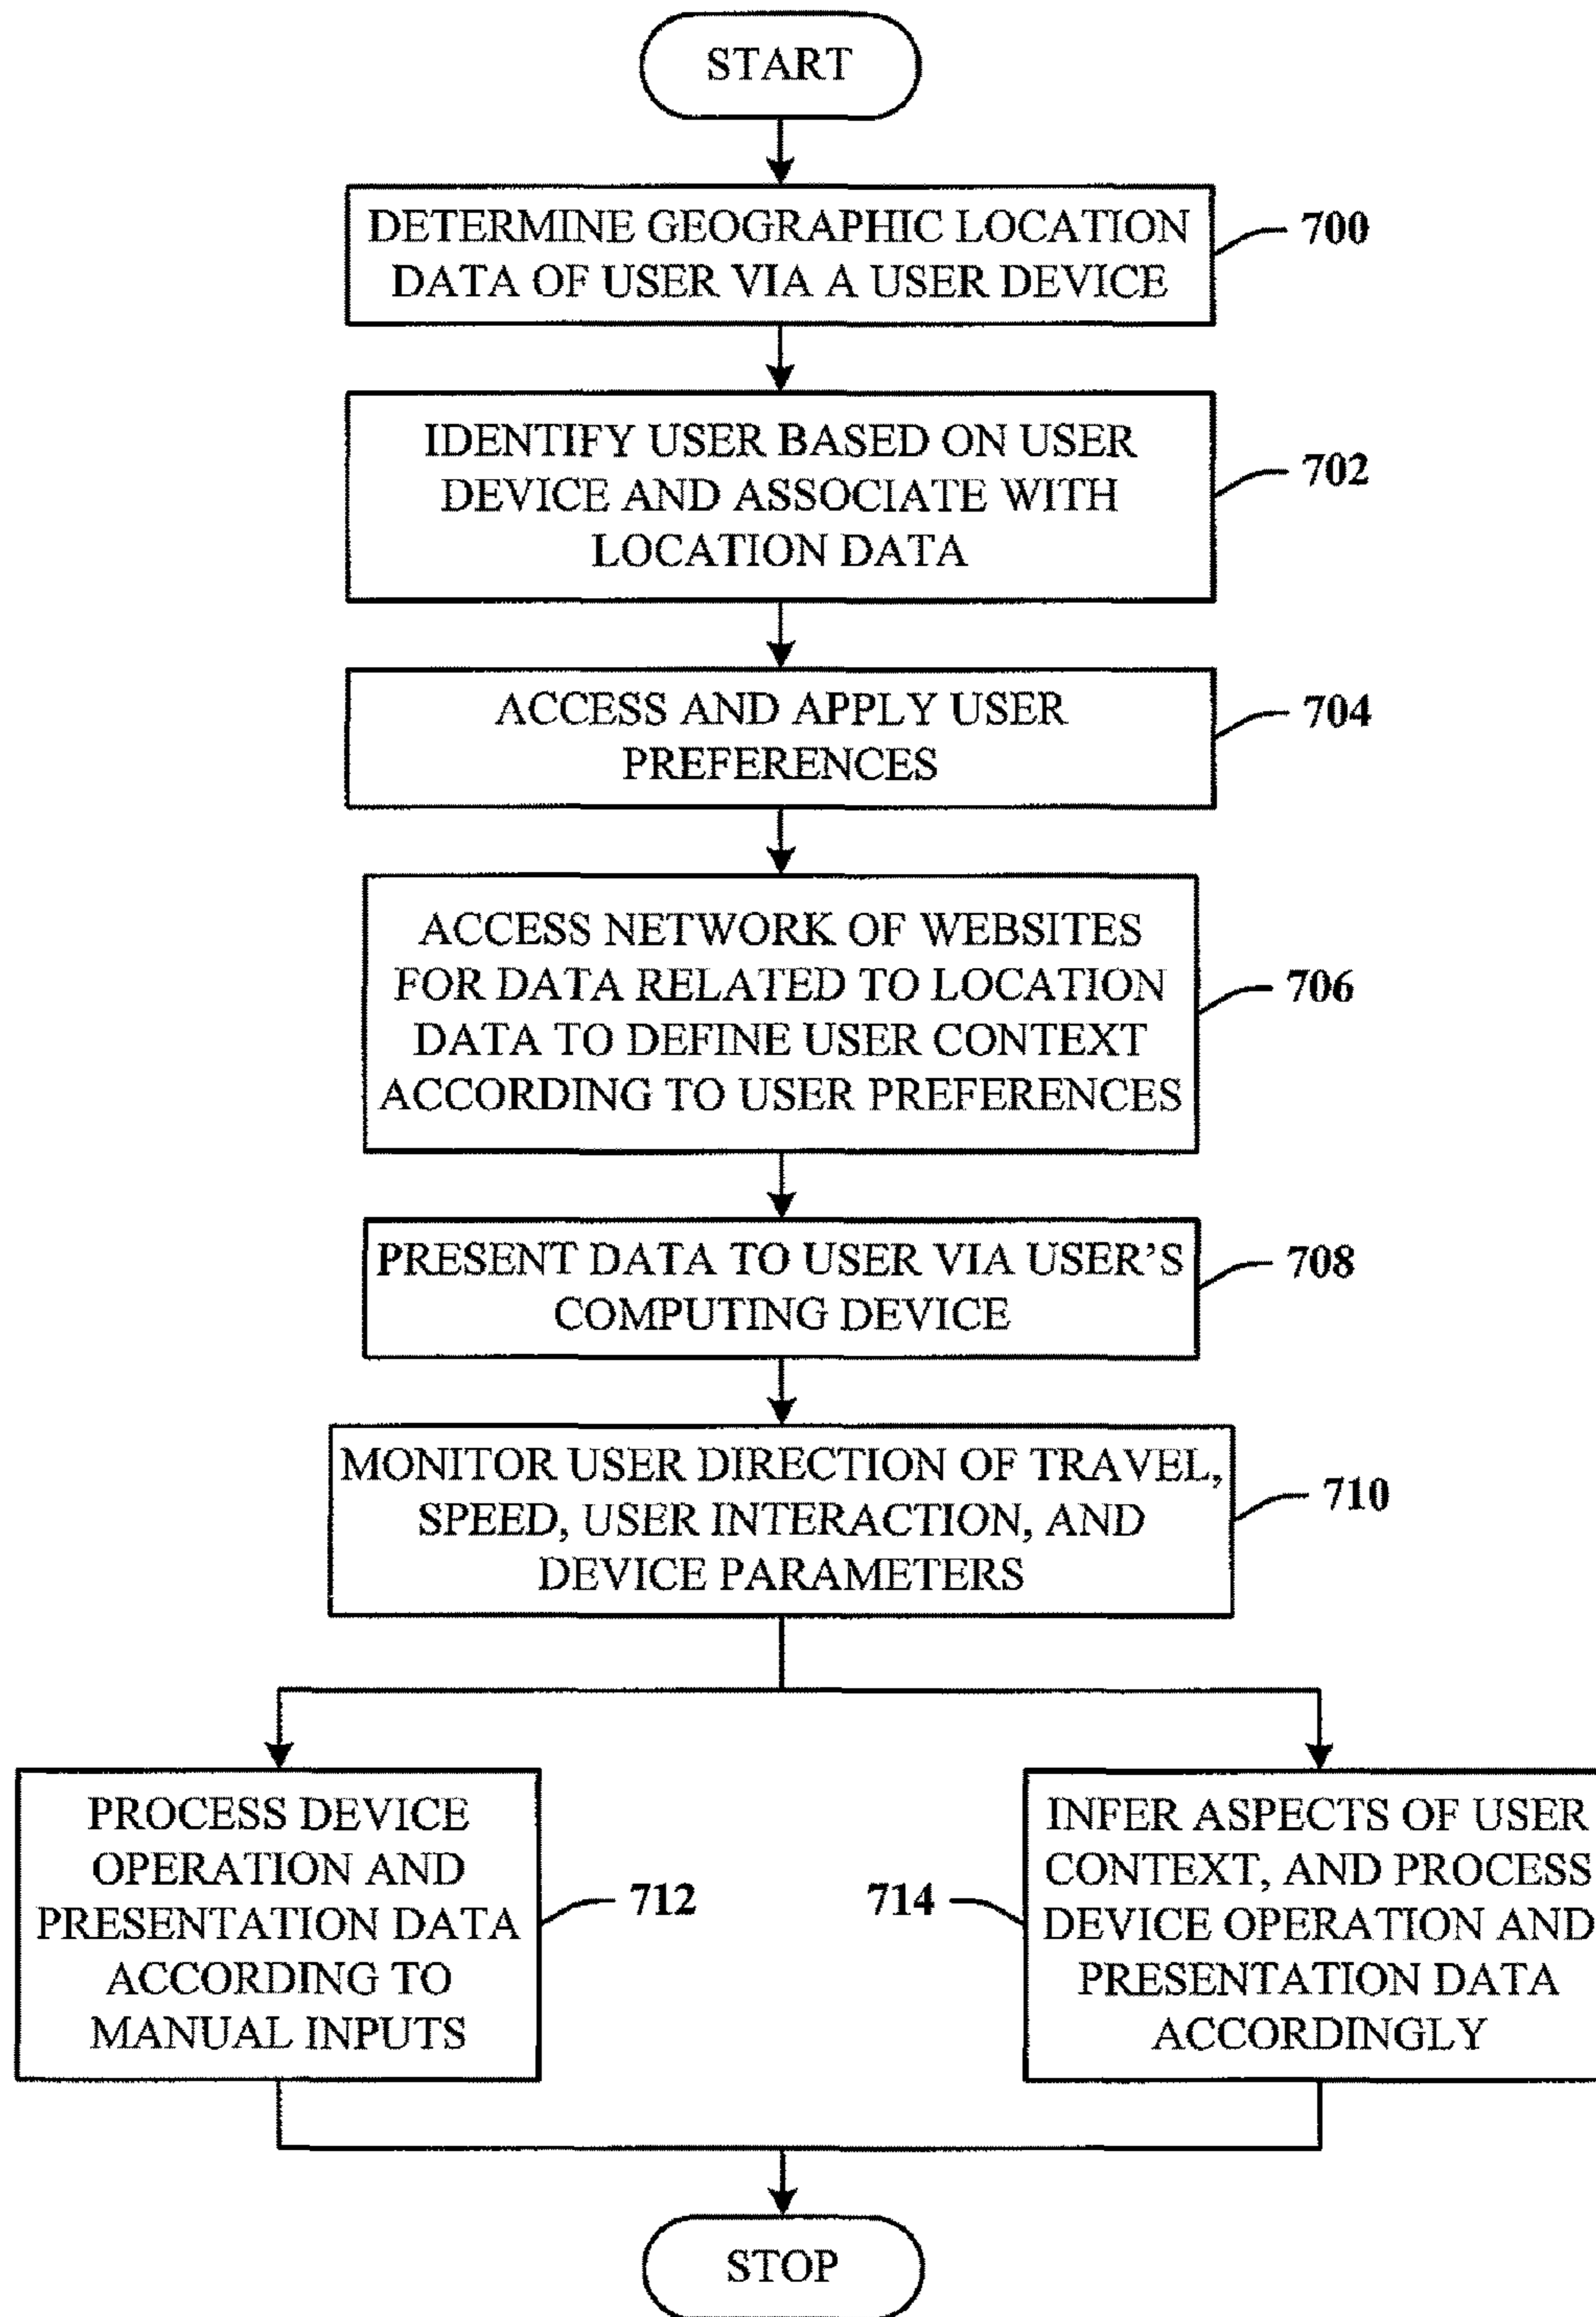 START
DETERMINE GEOGRAPHIC LOCATION
DATA OF USER VIA A USER DEVICE
700
IDENTIFY USER BASED ON USER
DEVICE AND ASSOCIATE WITH
LOCATION DATA
702
ACCESS AND APPLY USER
PREFERENCES
704
ACCESS NETWORK OF WEBSITES
FOR DATA RELATED TO LOCATION
DATA TO DEFINE USER CONTEXT
ACCORDING TO USER PREFERENCES
706
PRESENT DATA TO USER VIA USER'S
COMPUTING DEVICE
708
MONITOR USER DIRECTION OF TRAVEL,
SPEED, USER INTERACTION, AND
DEVICE PARAMETERS
710
PROCESS DEVICE
OPERATION AND
PRESENTATION DATA
ACCORDING TO
MANUAL INPUTS
712
714
INFER ASPECTS OF USER
CONTEXT, AND PROCESS
DEVICE OPERATION AND
PRESENTATION DATA
ACCORDINGLY
STOP